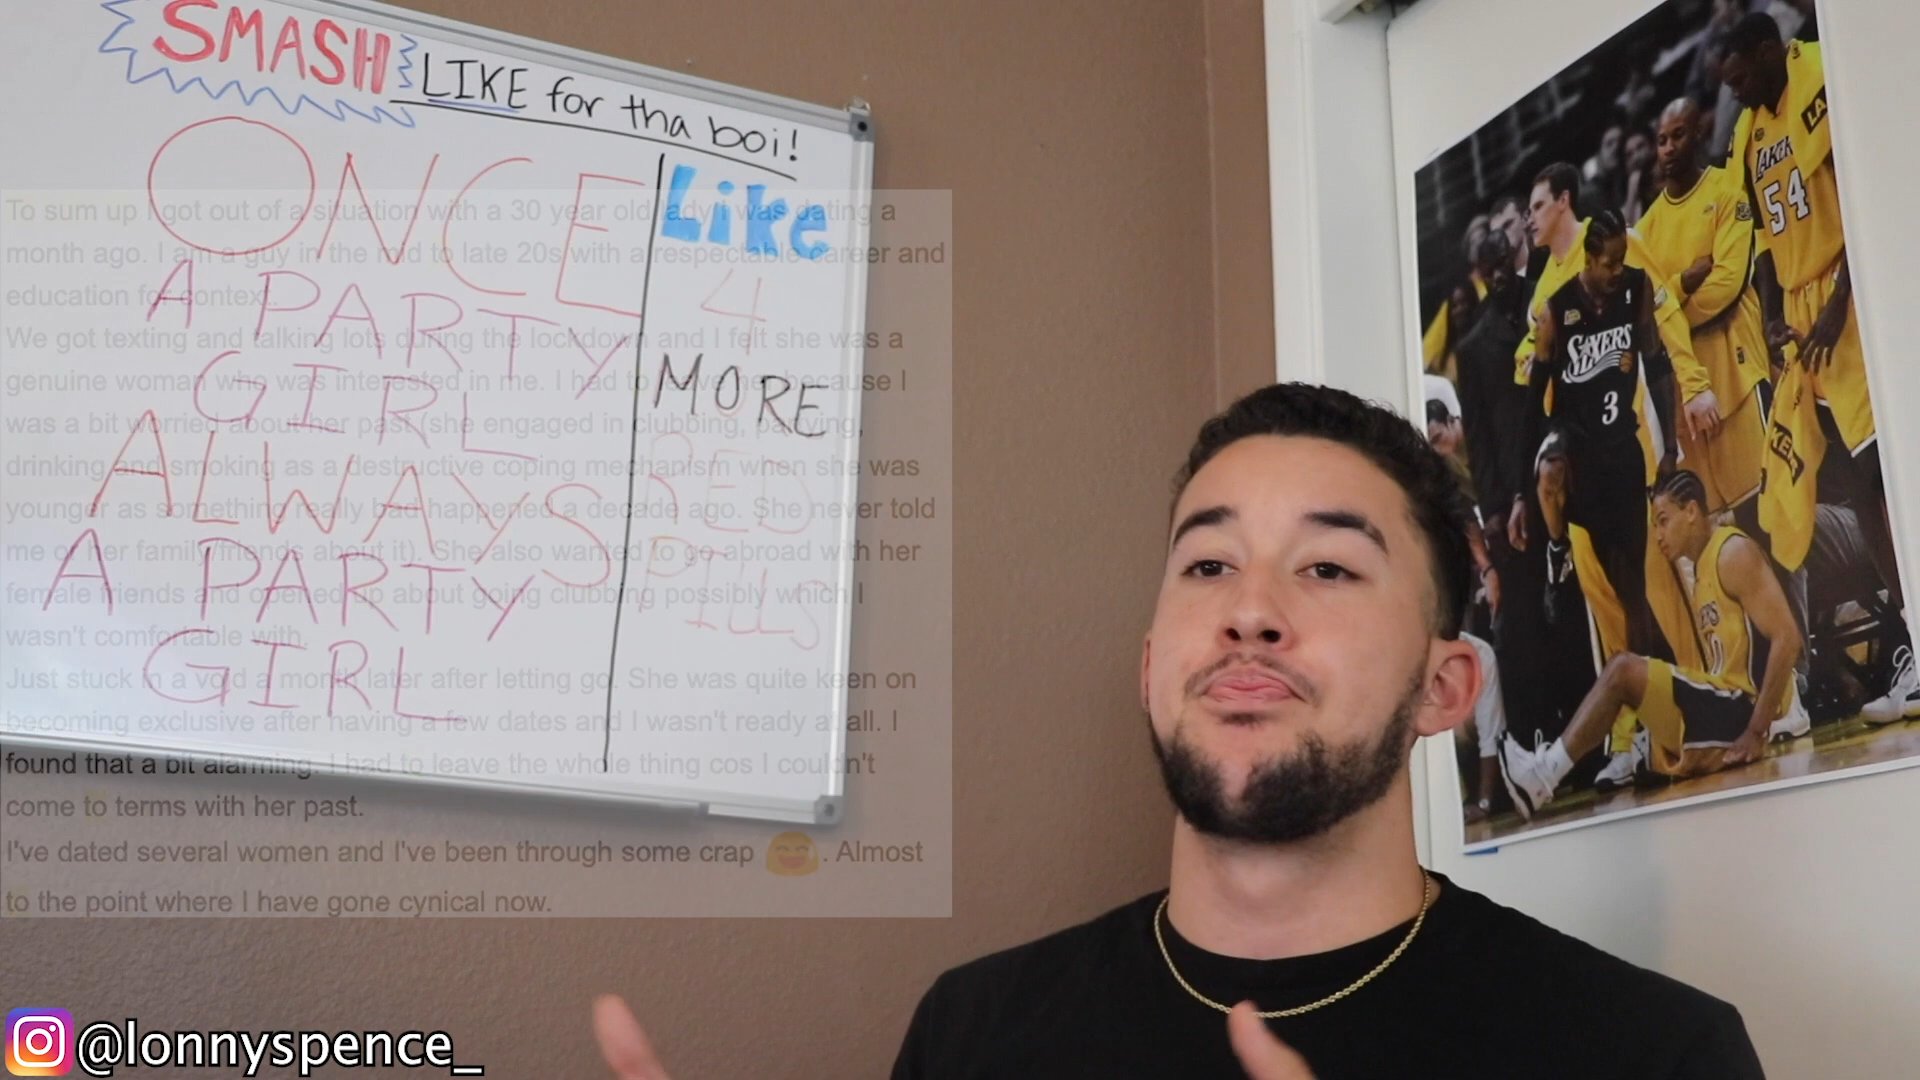 SMASH LIKE for tha boi!
ONCE
A PARTY
GIRL
ALWAYS
A PARTY
GIRL
Like
4
MORE
RED
PILLS
To sum up I got out of a situation with a 30 year old lady I was dating a
month ago. I am a guy in the mid to late 20s with a respectable career and
education for context.
We got texting and talking lots during the lockdown and I felt she was a
genuine woman who was interested in me. I had to leave her because I
was a bit worried about her past (she engaged in clubbing, partying,
drinking and smoking as a destructive coping mechanism when she was
younger as something really bad happened a decade ago. She never told
me or her family/friends about it). She also wanted to go abroad with her
female friends and opened up about going clubbing possibly which I
wasn't comfortable with.
Just stuck in a void a month later after letting go. She was quite keen on
becoming exclusive after having a few dates and I wasn't ready at all. I
found that a bit alarming. I had to leave the whole thing cos I couldn't
come to terms with her past.
I've dated several women and I've been through some crap 😄. Almost
to the point where I have gone cynical now.
LAKERS
54
SIXERS
3
@lonnyspence_